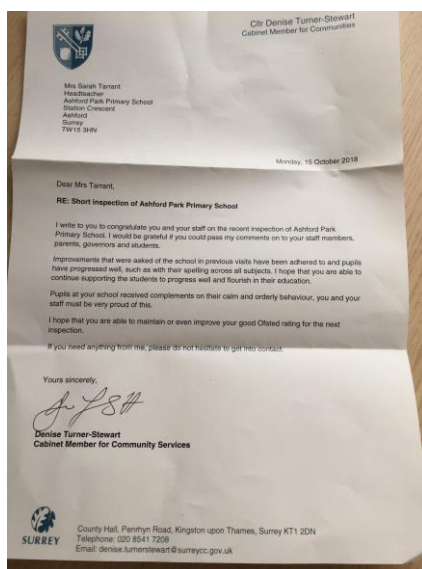 Cllr Denise Turner-Stewart
Cabinet Member for Communities
Mrs Sarah Tarrant
Headteacher
Ashford Park Primary School
Station Crescent
Ashford
Surrey
TW15 3HN
Monday, 15 October 2018
Dear Mrs Tarrant,
RE: Short inspection of Ashford Park Primary School
I write to you to congratulate you and your staff on the recent inspection of Ashford Park
Primary School. I would be grateful if you could pass my comments on to your staff members,
parents, governors and students.
Improvements that were asked of the school in previous visits have been adhered to and pupils
have progressed well, such as with their spelling across all subjects. I hope that you are able to
continue supporting the students to progress well and flourish in their education.
Pupils at your school received complements on their calm and orderly behaviour, you and your
staff must be very proud of this.
I hope that you are able to maintain or even improve your good Ofsted rating for the next
inspection.
If you need anything from me, please do not hesitate to get into contact.
Yours sincerely,
Denise Turner-Stewart
Cabinet Member for Community Services
SURREY
County Hall, Penrhyn Road, Kingston upon Thames, Surrey KT1 2DN
Telephone: 020 8541 7208
Email: denise.turnerstewart@surreycc.gov.uk